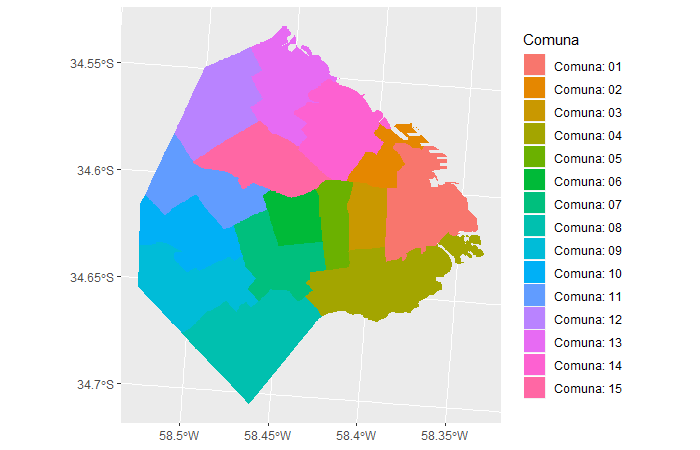 34.55°S
34.6°S
34.65°S
34.7°S
58.5°W
58.45°W
58.4°W
58.35°W
Comuna
Comuna: 01
Comuna: 02
Comuna: 03
Comuna: 04
Comuna: 05
Comuna: 06
Comuna: 07
Comuna: 08
Comuna: 09
Comuna: 10
Comuna: 11
Comuna: 12
Comuna: 13
Comuna: 14
Comuna: 15